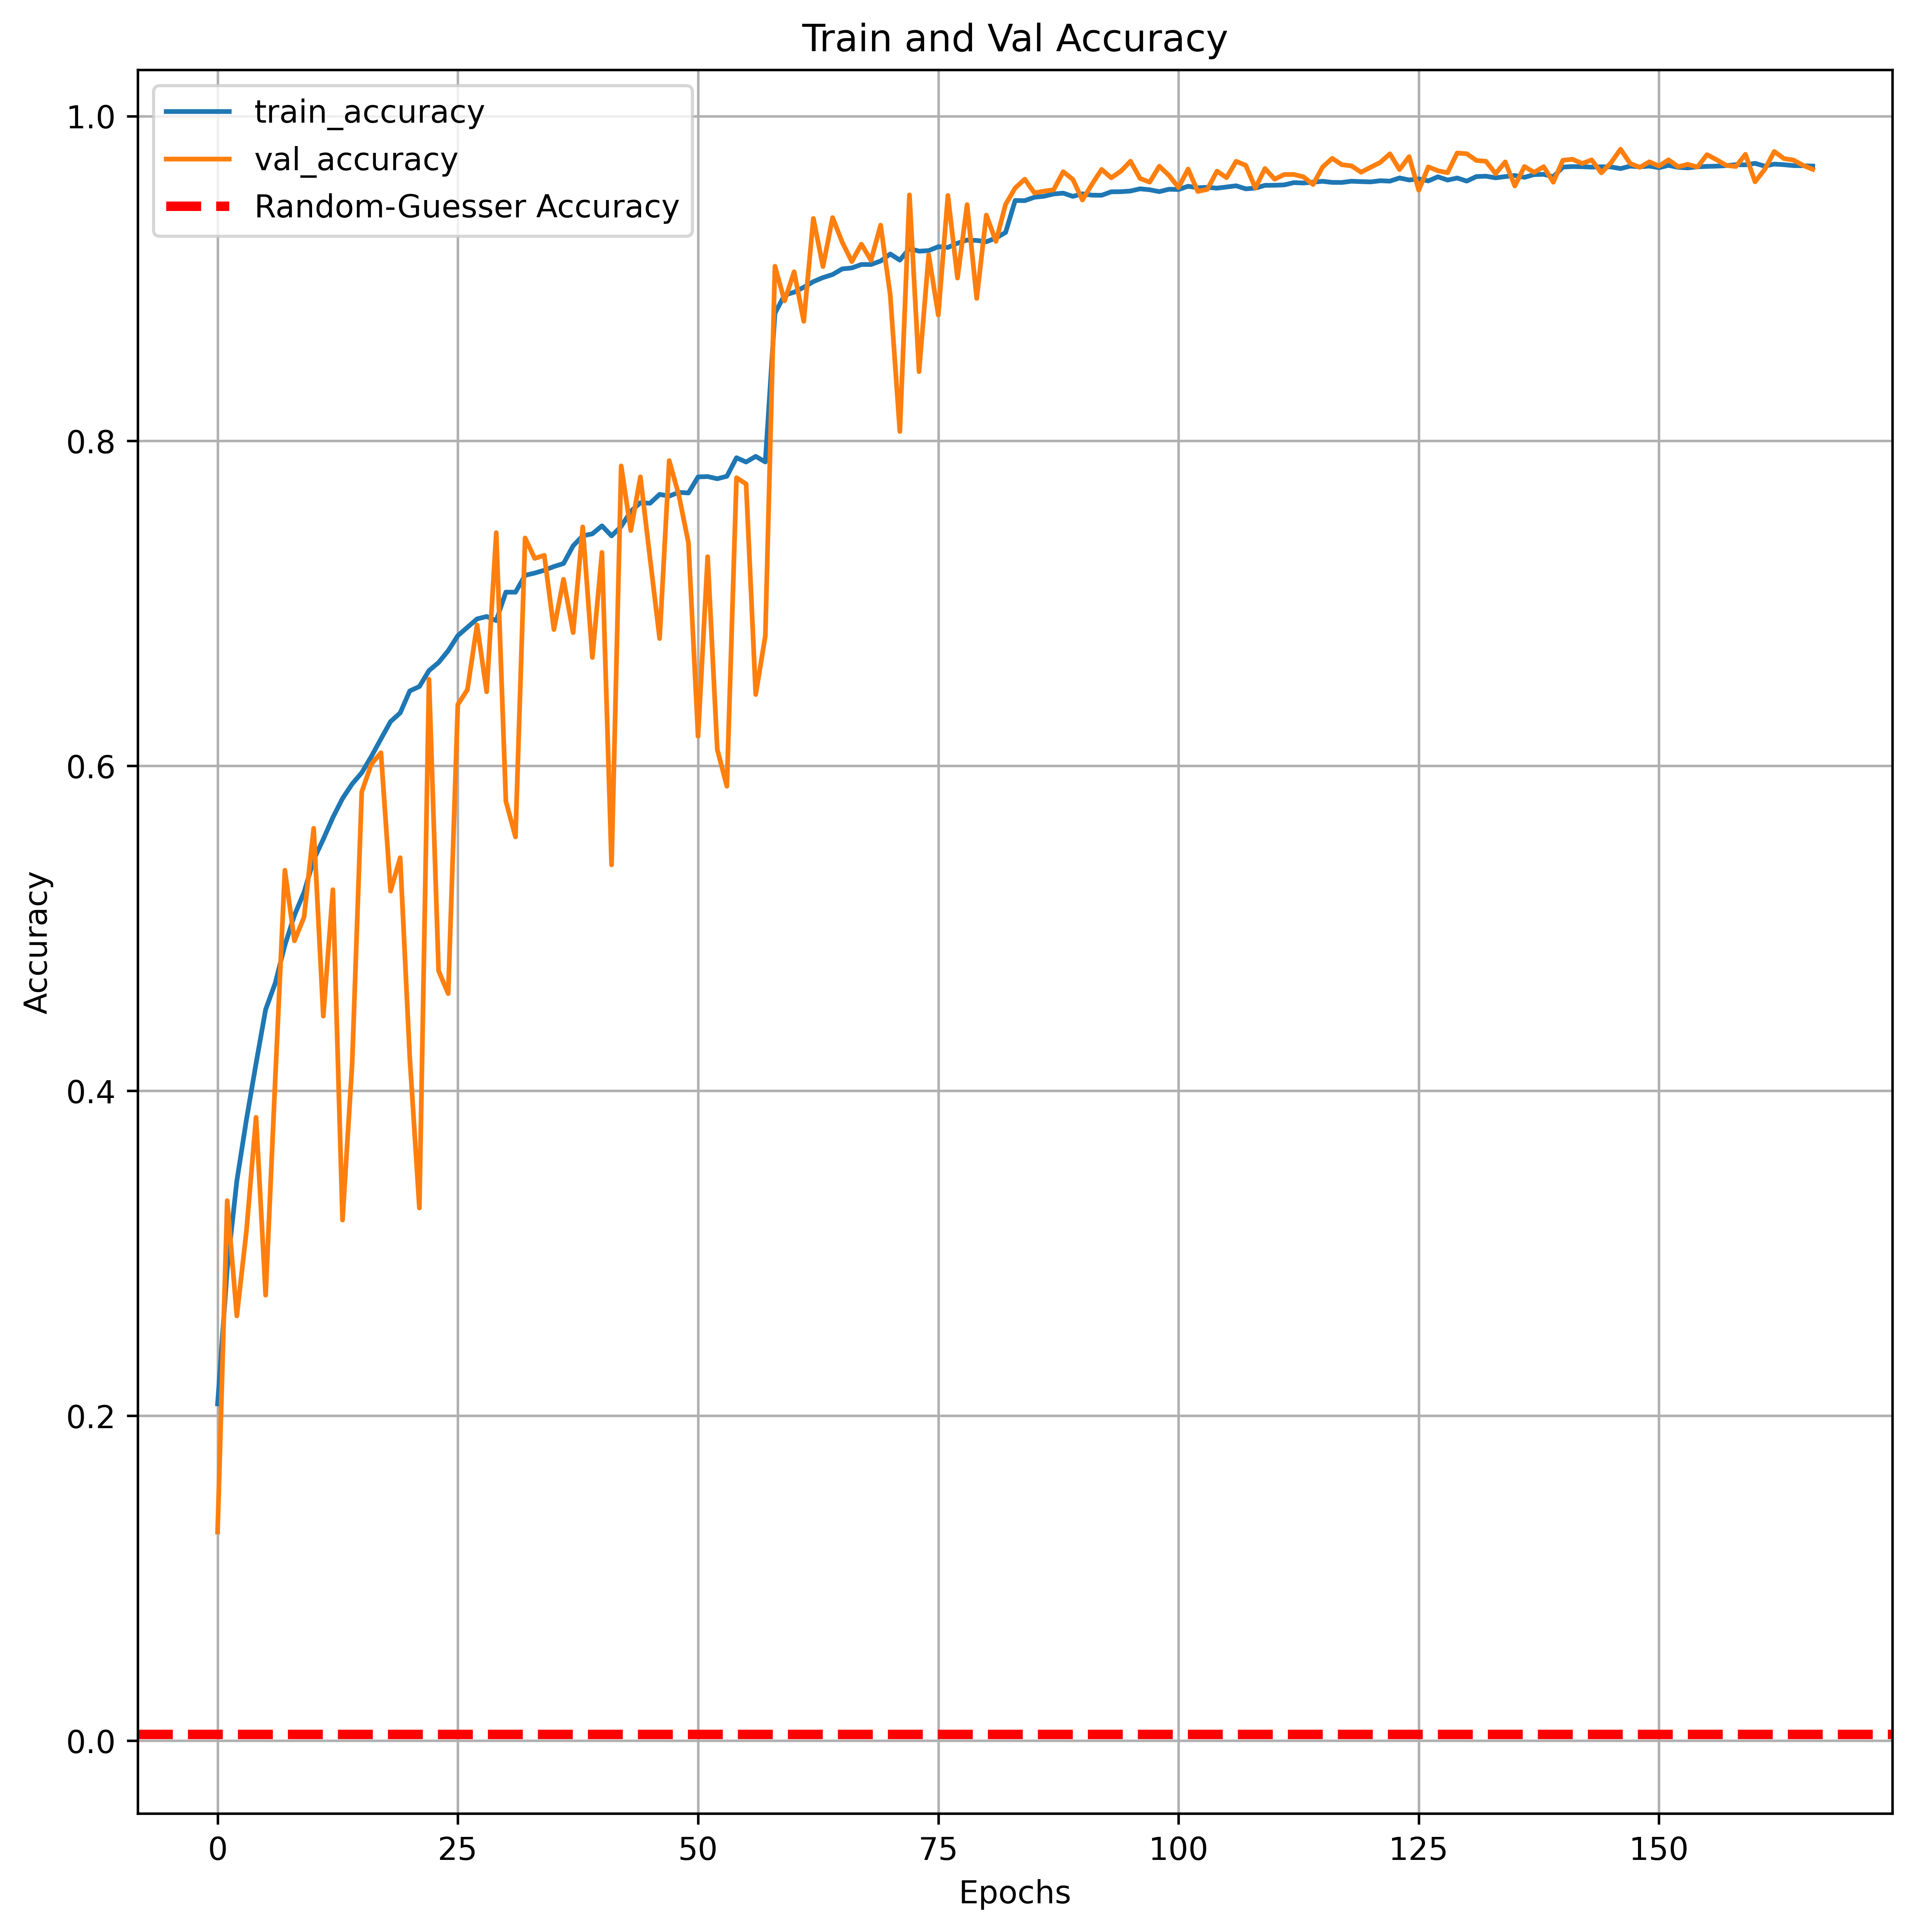 Train and Val Accuracy
train_accuracy
val_accuracy
Random-Guesser Accuracy
1.0
0.8
0.6
0.4
0.2
0.0
Accuracy
0 25 50 75 100 125 150
Epochs